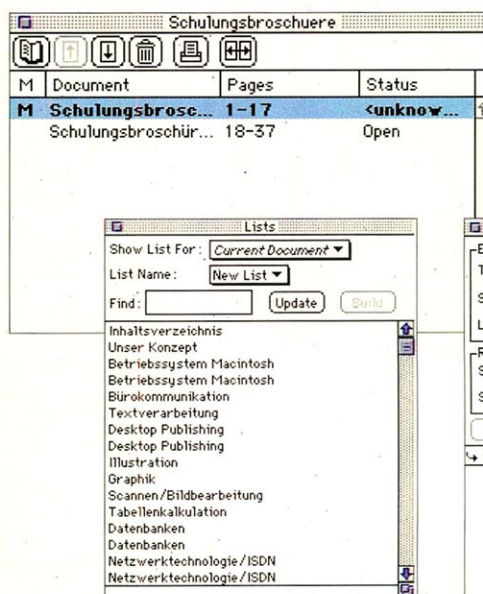 Schulungsbroschuere
M Document Pages Status
M Schulungsbrosc... 1-17 <unknow...
Schulungsbroschür... 18-37 Open
Lists
Show List For: Current Document
List Name: New List
Find: Update Build
Inhaltsverzeichnis
Unser Konzept
Betriebssystem Macintosh
Betriebssystem Macintosh
Bürokommunikation
Textverarbeitung
Desktop Publishing
Desktop Publishing
Illustration
Graphik
Scannen/Bildbearbeitung
Tabellenkalkulation
Datenbanken
Datenbanken
Netzwerktechnologie/ISDN
Netzwerktechnologie/ISDN